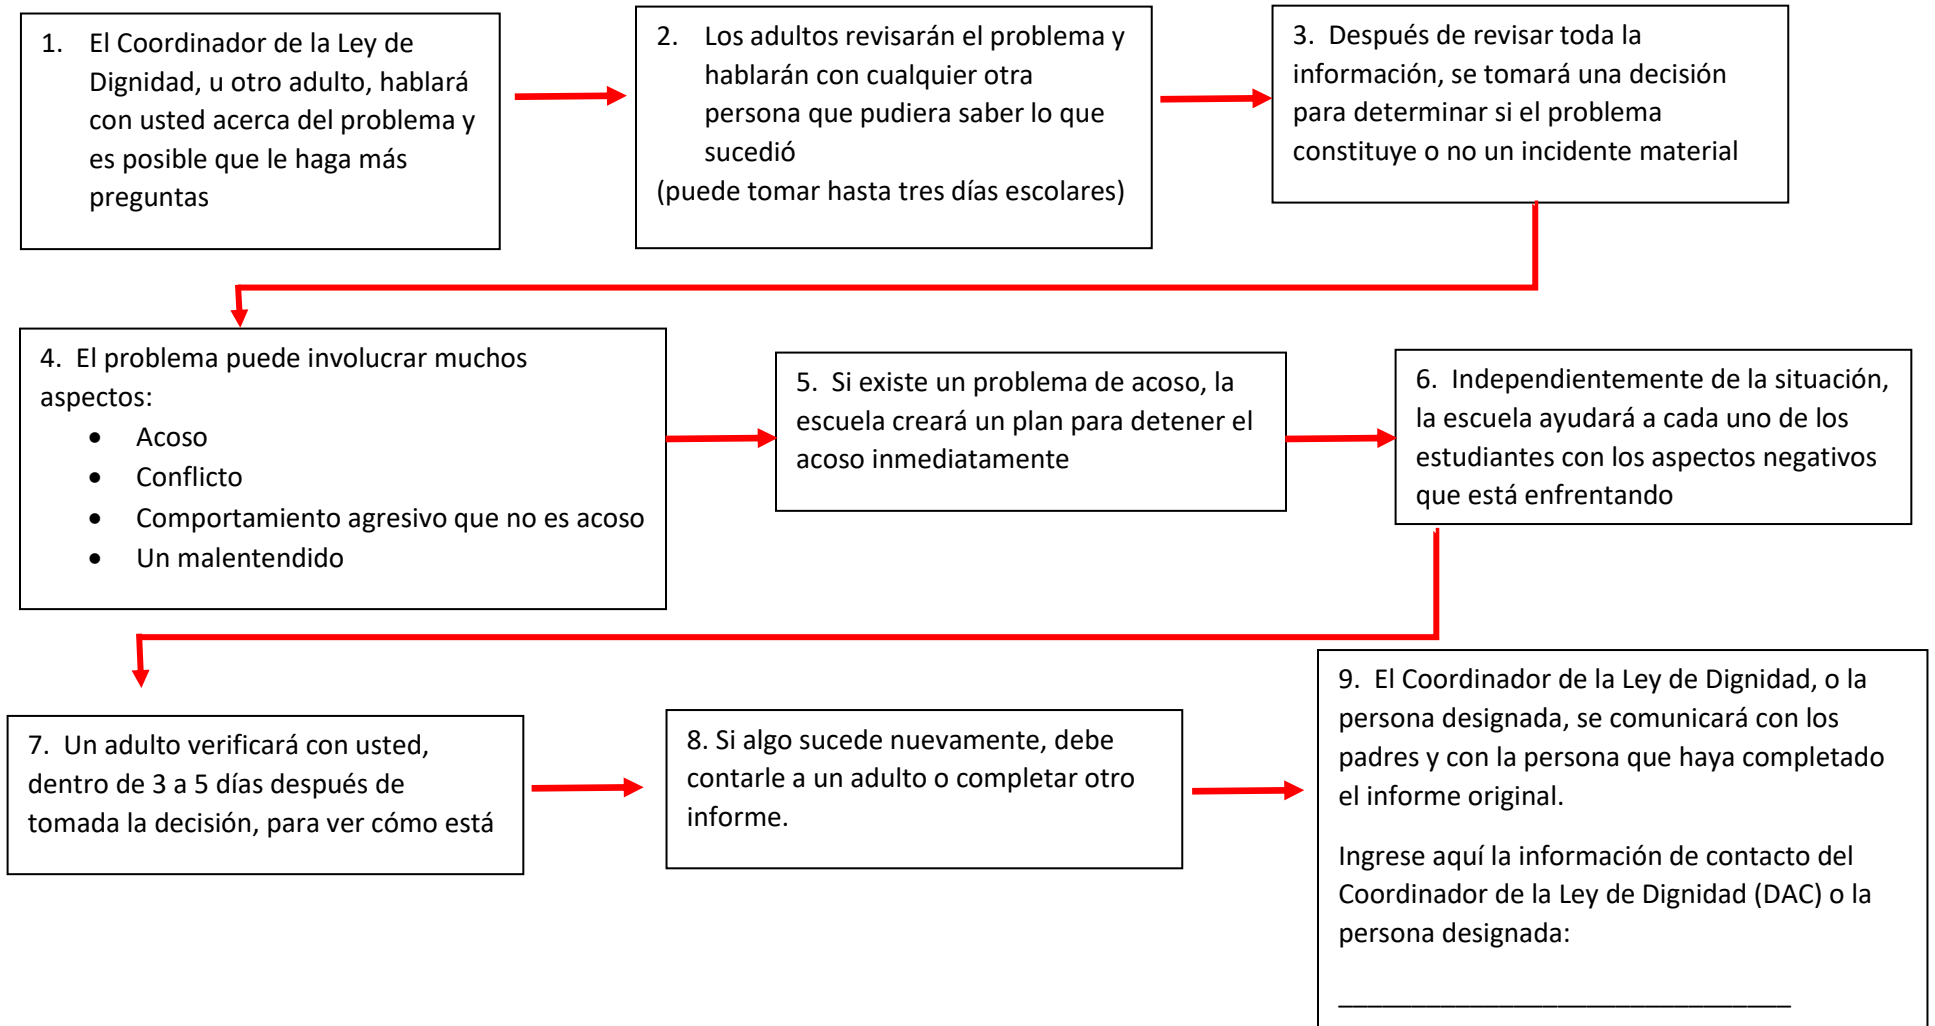 1. El Coordinador de la Ley de
Dignidad, u otro adulto, hablará
con usted acerca del problema y
es posible que le haga más
preguntas
2. Los adultos revisarán el problema y
hablarán con cualquier otra
persona que pudiera saber lo que
sucedió
(puede tomar hasta tres días escolares)
3. Después de revisar toda la
información, se tomará una decisión
para determinar si el problema
constituye o no un incidente material
4. El problema puede involucrar muchos
aspectos:
• Acoso
• Conflicto
• Comportamiento agresivo que no es acoso
• Un malentendido
5. Si existe un problema de acoso, la
escuela creará un plan para detener el
acoso inmediatamente
6. Independientemente de la situación,
la escuela ayudará a cada uno de los
estudiantes con los aspectos negativos
que está enfrentando
7. Un adulto verificará con usted,
dentro de 3 a 5 días después de
tomada la decisión, para ver cómo está
8. Si algo sucede nuevamente, debe
contarle a un adulto o completar otro
informe.
9. El Coordinador de la Ley de Dignidad, o la
persona designada, se comunicará con los
padres y con la persona que haya completado
el informe original.
Ingrese aquí la información de contacto del
Coordinador de la Ley de Dignidad (DAC) o la
persona designada:
_______________________________